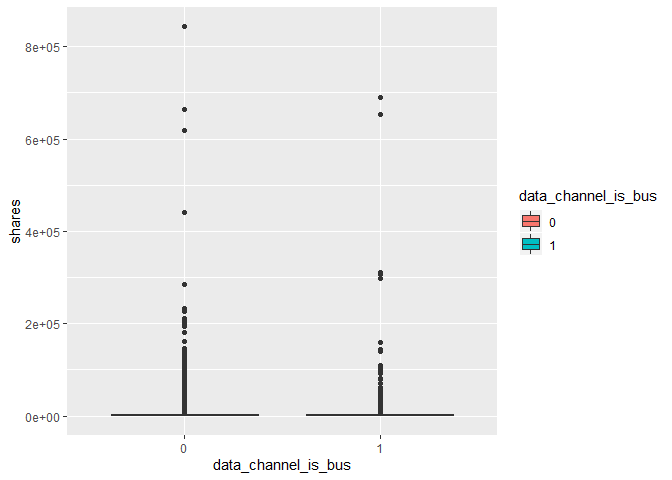 8e+05
6e+05
4e+05
2e+05
0e+00
shares
0
1
data_channel_is_bus
data_channel_is_bus
0
1